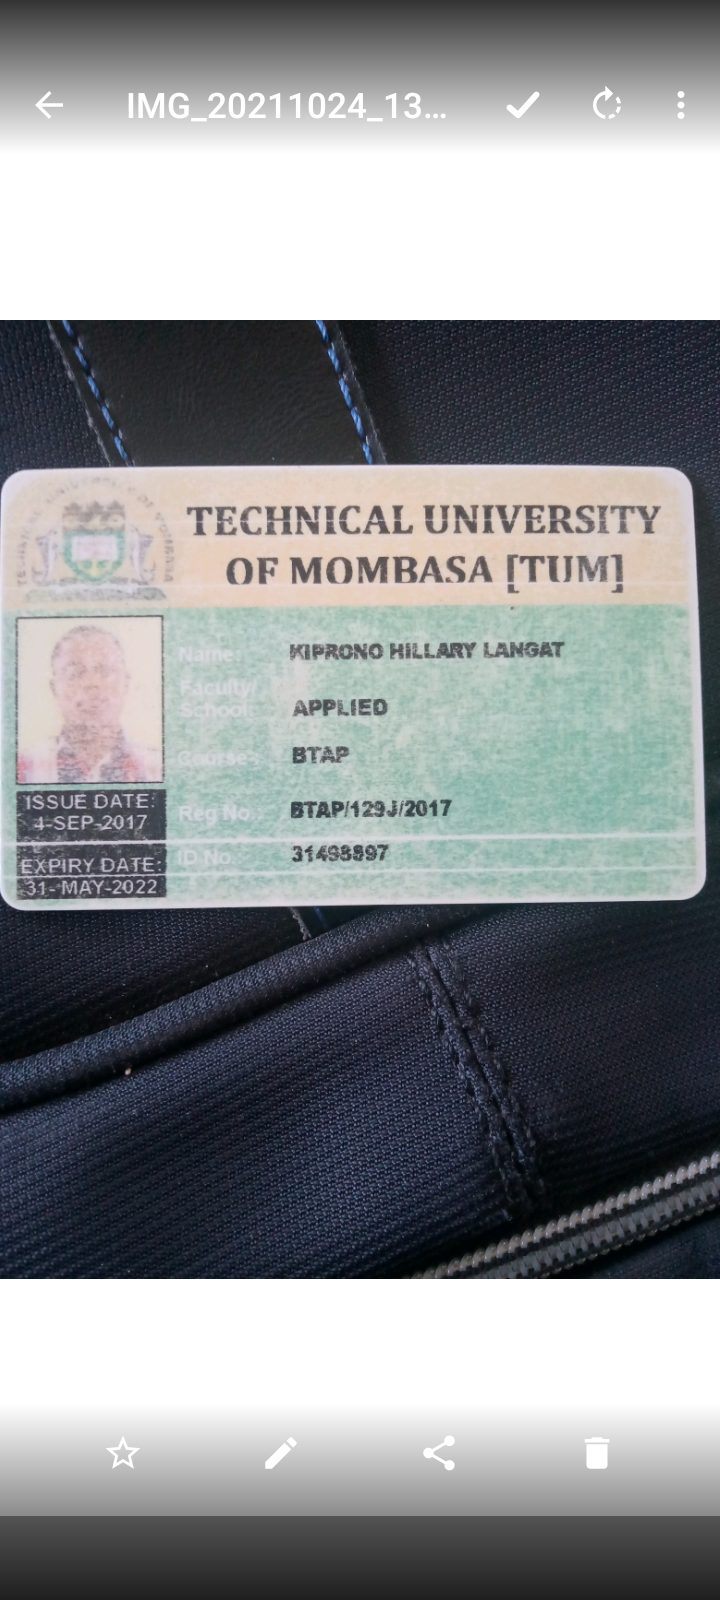 IMG_20211024_13...
TECHNICAL UNIVERSITY
OF MOMBASA [TUM]
Name: KIPRONO HILLARY LANGAT
Faculty/
School: APPLIED
Course: BTAP
Reg No.: BTAP/129J/2017
ID No. 31498897
ISSUE DATE:
4-SEP-2017
EXPIRY DATE:
31-MAY-2022